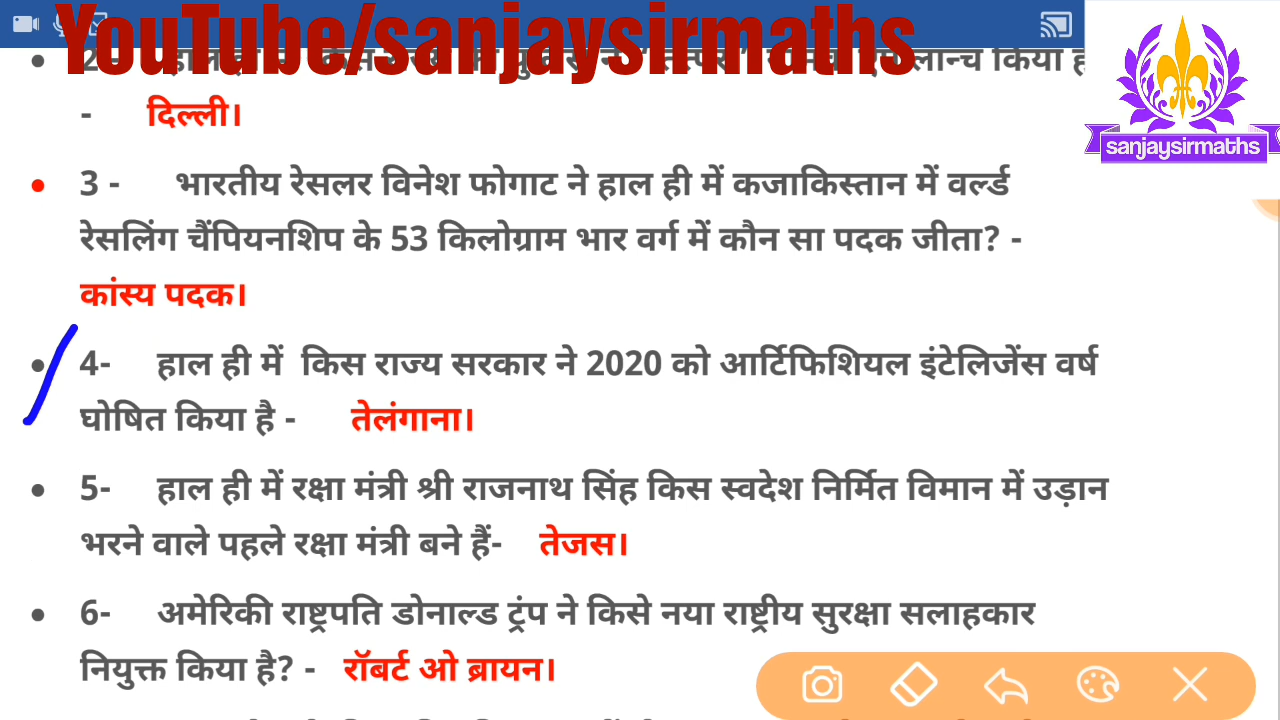 YouTube/sanjaysirmaths
लान्च किया
- दिल्ली।
sanjaysirmaths
3 - भारतीय रेसलर विनेश फोगाट ने हाल ही में कजाकिस्तान में वर्ल्ड
रेसलिंग चैंपियनशिप के 53 किलोग्राम भार वर्ग में कौन सा पदक जीता? -
कांस्य पदक।
4- हाल ही में किस राज्य सरकार ने 2020 को आर्टिफिशियल इंटेलिजेंस वर्ष
घोषित किया है - तेलंगाना।
5- हाल ही में रक्षा मंत्री श्री राजनाथ सिंह किस स्वदेश निर्मित विमान में उड़ान
भरने वाले पहले रक्षा मंत्री बने हैं- तेजस।
6- अमेरिकी राष्ट्रपति डोनाल्ड ट्रंप ने किसे नया राष्ट्रीय सुरक्षा सलाहकार
नियुक्त किया है? - रॉबर्ट ओ ब्रायन।